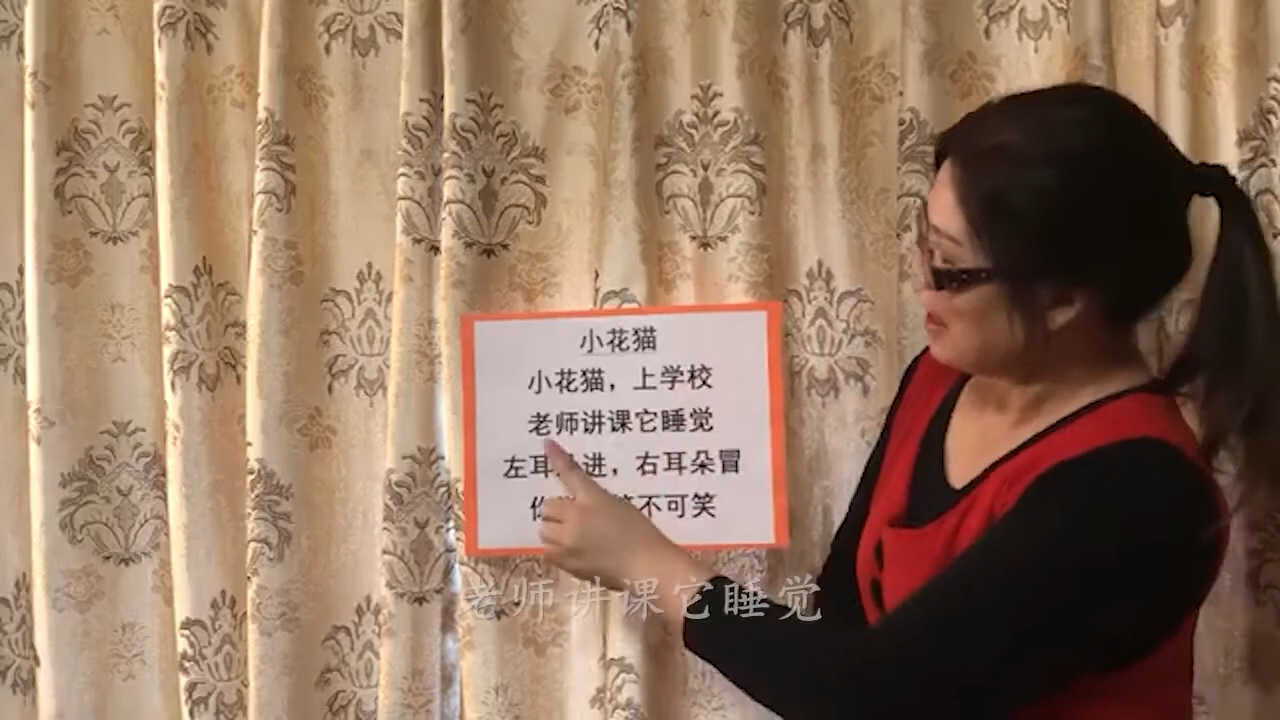 小花猫
小花猫，上学校
老师讲课它睡觉
左耳进，右耳朵冒
不可笑
老师讲课它睡觉